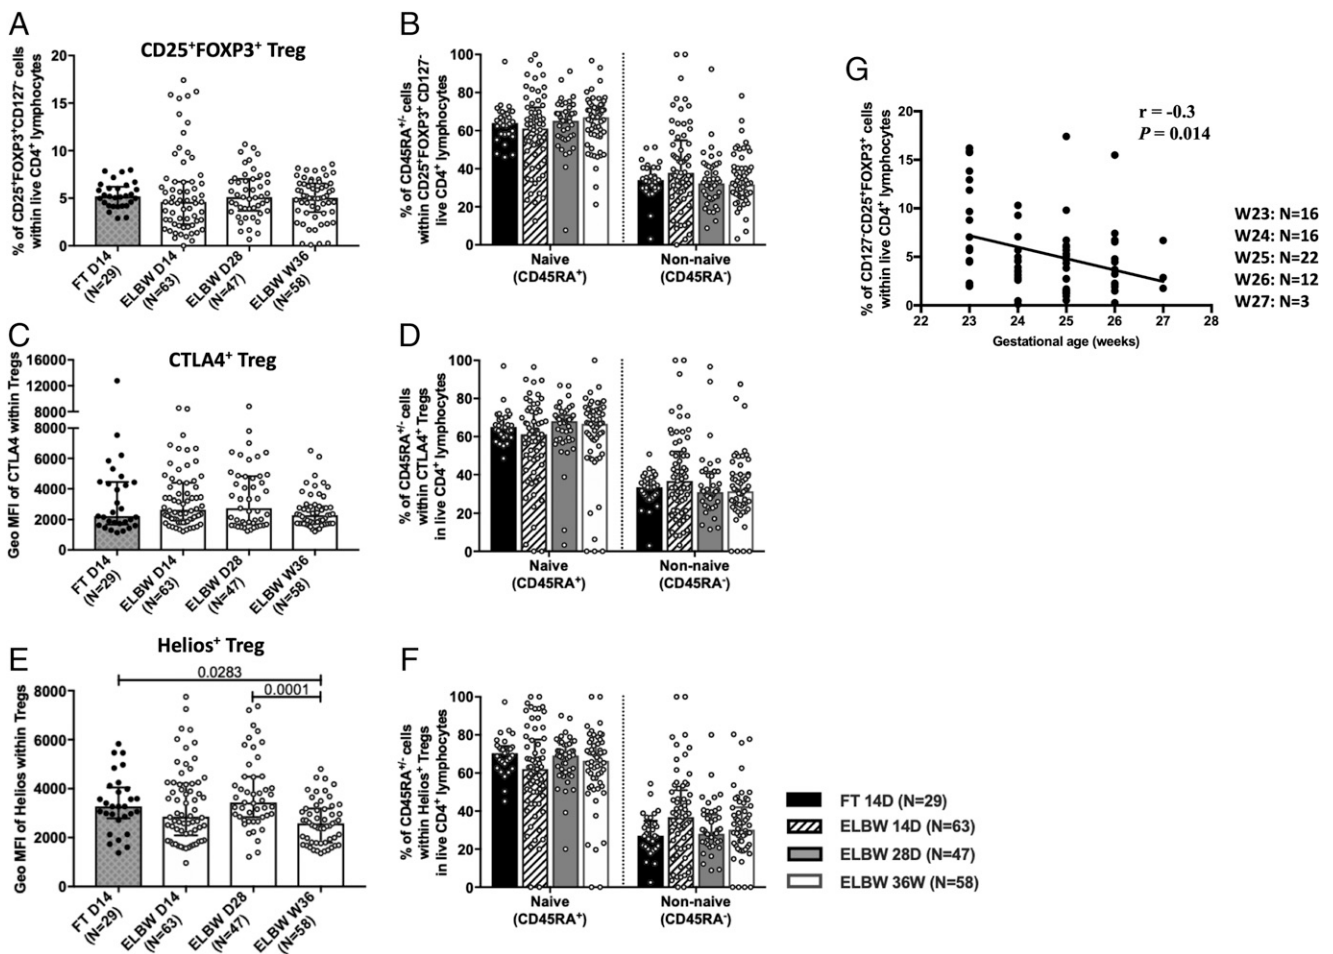 A
CD25⁺FOXP3⁺ Treg
% of CD25⁺FOXP3⁺CD127⁻ cells
within live CD4⁺ lymphocytes
20
15
10
5
0
FT D14
(N=29)
ELBW D14
(N=63)
ELBW D28
(N=47)
ELBW W36
(N=58)
B
% of CD45RA⁺/⁻ cells
within CD25⁺FOXP3⁺ CD127⁻
live CD4⁺ lymphocytes
100
80
60
40
20
0
Naive
(CD45RA⁺)
Non-naive
(CD45RA⁻)
G
% of CD127⁻CD25⁺FOXP3⁺ cells
within live CD4⁺ lymphocytes
20
15
10
5
0
r = -0.3
P = 0.014
22 23 24 25 26 27 28
Gestational age (weeks)
W23: N=16
W24: N=16
W25: N=22
W26: N=12
W27: N=3
C
CTLA4⁺ Treg
Geo MFI of CTLA4 within Tregs
16000
12000
8000
8000
6000
4000
2000
0
FT D14
(N=29)
ELBW D14
(N=63)
ELBW D28
(N=47)
ELBW W36
(N=58)
D
% of CD45RA⁺/⁻ cells
within CTLA4⁺ Tregs
in live CD4⁺ lymphocytes
100
80
60
40
20
0
Naive
(CD45RA⁺)
Non-naive
(CD45RA⁻)
E
Helios⁺ Treg
0.0283
0.0001
Geo MFI of Helios within Tregs
8000
6000
4000
2000
0
FT D14
(N=29)
ELBW D14
(N=63)
ELBW D28
(N=47)
ELBW W36
(N=58)
F
% of CD45RA⁺/⁻ cells
within Helios⁺ Tregs
in live CD4⁺ lymphocytes
100
80
60
40
20
0
Naive
(CD45RA⁺)
Non-naive
(CD45RA⁻)
FT 14D (N=29)
ELBW 14D (N=63)
ELBW 28D (N=47)
ELBW 36W (N=58)